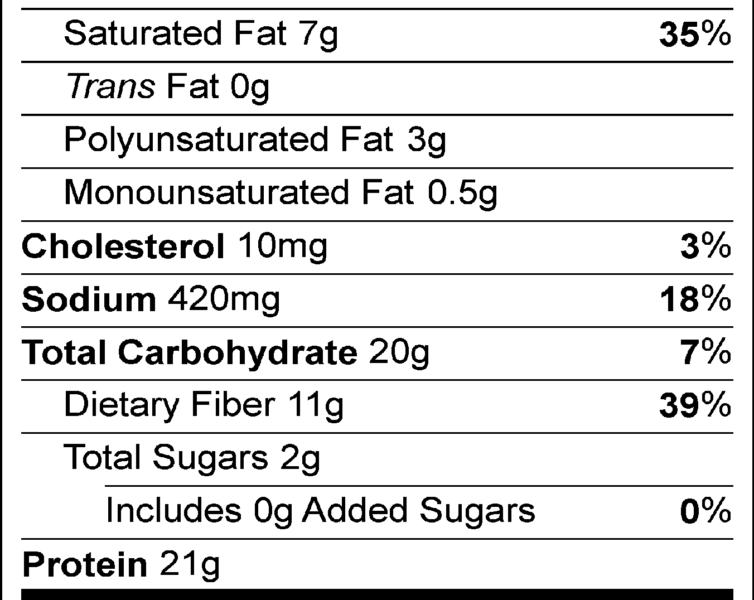 Saturated Fat 7g 35%
Trans Fat 0g
Polyunsaturated Fat 3g
Monounsaturated Fat 0.5g
Cholesterol 10mg 3%
Sodium 420mg 18%
Total Carbohydrate 20g 7%
Dietary Fiber 11g 39%
Total Sugars 2g
Includes 0g Added Sugars 0%
Protein 21g